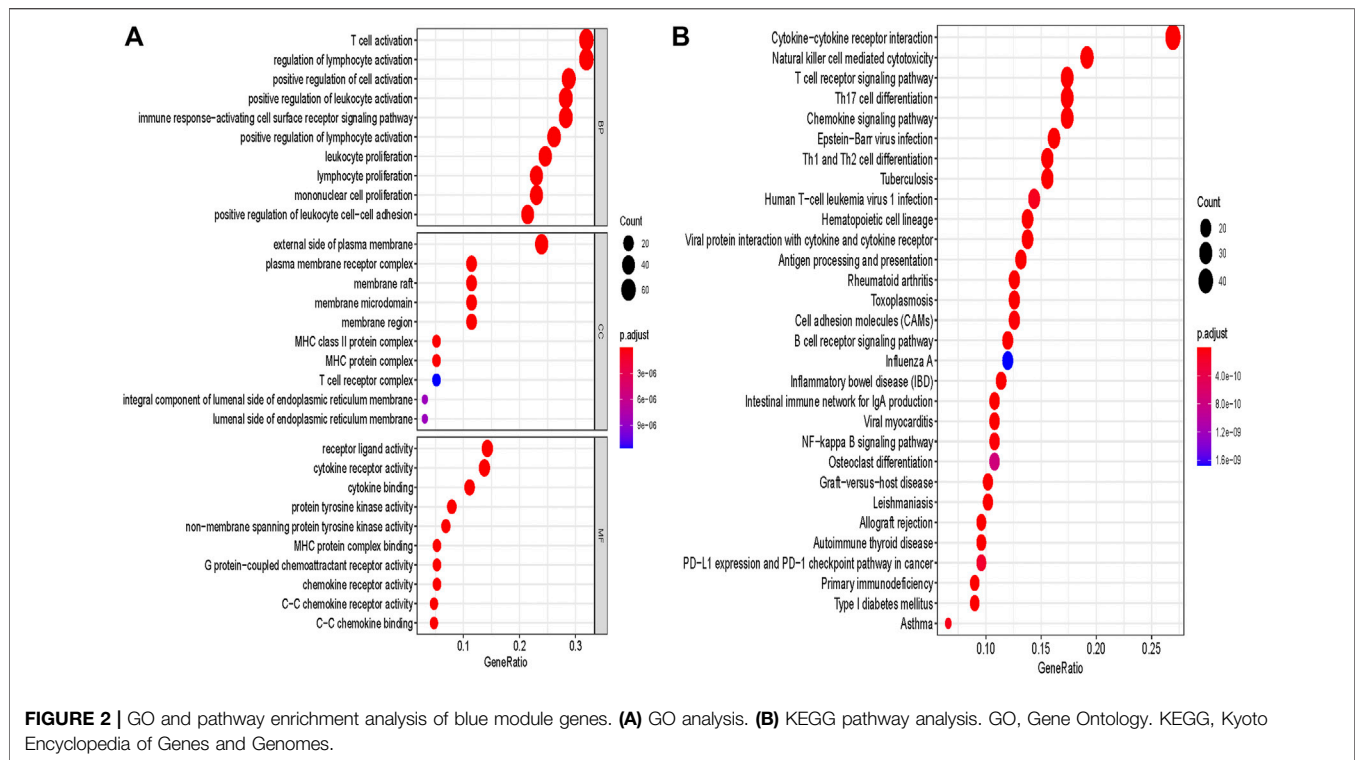 A
T cell activation
regulation of lymphocyte activation
positive regulation of cell activation
positive regulation of leukocyte activation
immune response-activating cell surface receptor signaling pathway
positive regulation of lymphocyte activation
leukocyte proliferation
lymphocyte proliferation
mononuclear cell proliferation
positive regulation of leukocyte cell-cell adhesion
BP
external side of plasma membrane
plasma membrane receptor complex
membrane raft
membrane microdomain
membrane region
MHC class II protein complex
MHC protein complex
T cell receptor complex
integral component of lumenal side of endoplasmic reticulum membrane
lumenal side of endoplasmic reticulum membrane
CC
receptor ligand activity
cytokine receptor activity
cytokine binding
protein tyrosine kinase activity
non-membrane spanning protein tyrosine kinase activity
MHC protein complex binding
G protein-coupled chemoattractant receptor activity
chemokine receptor activity
C-C chemokine receptor activity
C-C chemokine binding
MF
0.1 0.2 0.3
GeneRatio
Count
20
40
60
p.adjust
3e-06
6e-06
9e-06
B
Cytokine-cytokine receptor interaction
Natural killer cell mediated cytotoxicity
T cell receptor signaling pathway
Th17 cell differentiation
Chemokine signaling pathway
Epstein-Barr virus infection
Th1 and Th2 cell differentiation
Tuberculosis
Human T-cell leukemia virus 1 infection
Hematopoietic cell lineage
Viral protein interaction with cytokine and cytokine receptor
Antigen processing and presentation
Rheumatoid arthritis
Toxoplasmosis
Cell adhesion molecules (CAMs)
B cell receptor signaling pathway
Influenza A
Inflammatory bowel disease (IBD)
Intestinal immune network for IgA production
Viral myocarditis
NF-kappa B signaling pathway
Osteoclast differentiation
Graft-versus-host disease
Leishmaniasis
Allograft rejection
Autoimmune thyroid disease
PD-L1 expression and PD-1 checkpoint pathway in cancer
Primary immunodeficiency
Type I diabetes mellitus
Asthma
0.10 0.15 0.20 0.25
GeneRatio
Count
20
30
40
p.adjust
4.0e-10
8.0e-10
1.2e-09
1.6e-09
FIGURE 2 | GO and pathway enrichment analysis of blue module genes. (A) GO analysis. (B) KEGG pathway analysis. GO, Gene Ontology. KEGG, Kyoto
Encyclopedia of Genes and Genomes.